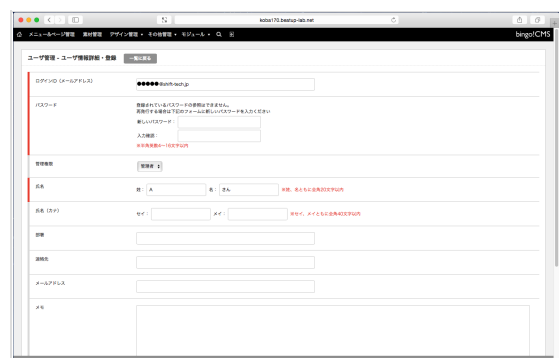 koba170.beatup-lab.net
メニュー&ページ管理 素材管理 デザイン管理 その他管理 モジュール
bingo!CMS
ユーザ管理 - ユーザ情報詳細・登録 一覧に戻る
ログインID (メールアドレス)
●●●●●@shift-tech.jp
パスワード
登録されているパスワードの参照はできません。
再発行する場合は下記のフォームに新しいパスワードを入力ください
新しいパスワード：
入力確認：
※半角英数6〜10文字以内
管理権限
管理者
氏名
姓： A 名： さん ※姓、名ともに全角20文字以内
氏名 (カナ)
セイ： メイ： ※セイ、メイともに全角40文字以内
部署
連絡先
メールアドレス
メモ